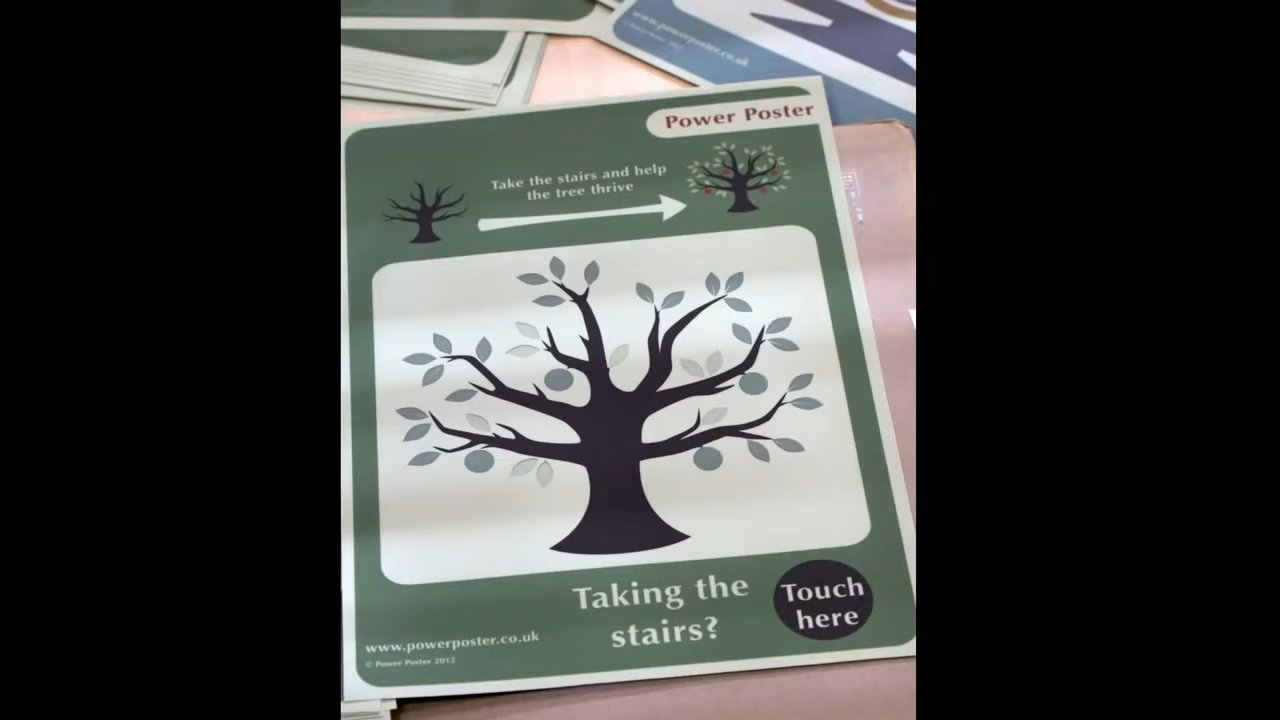 www.powerposter.co.uk
Power Poster
Take the stairs and help
the tree thrive
Taking the
stairs?
Touch
here
www.powerposter.co.uk
© Power Poster 2012